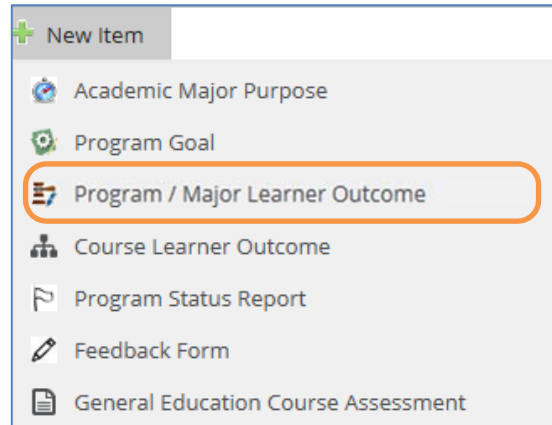 New Item
Academic Major Purpose
Program Goal
Program / Major Learner Outcome
Course Learner Outcome
Program Status Report
Feedback Form
General Education Course Assessment